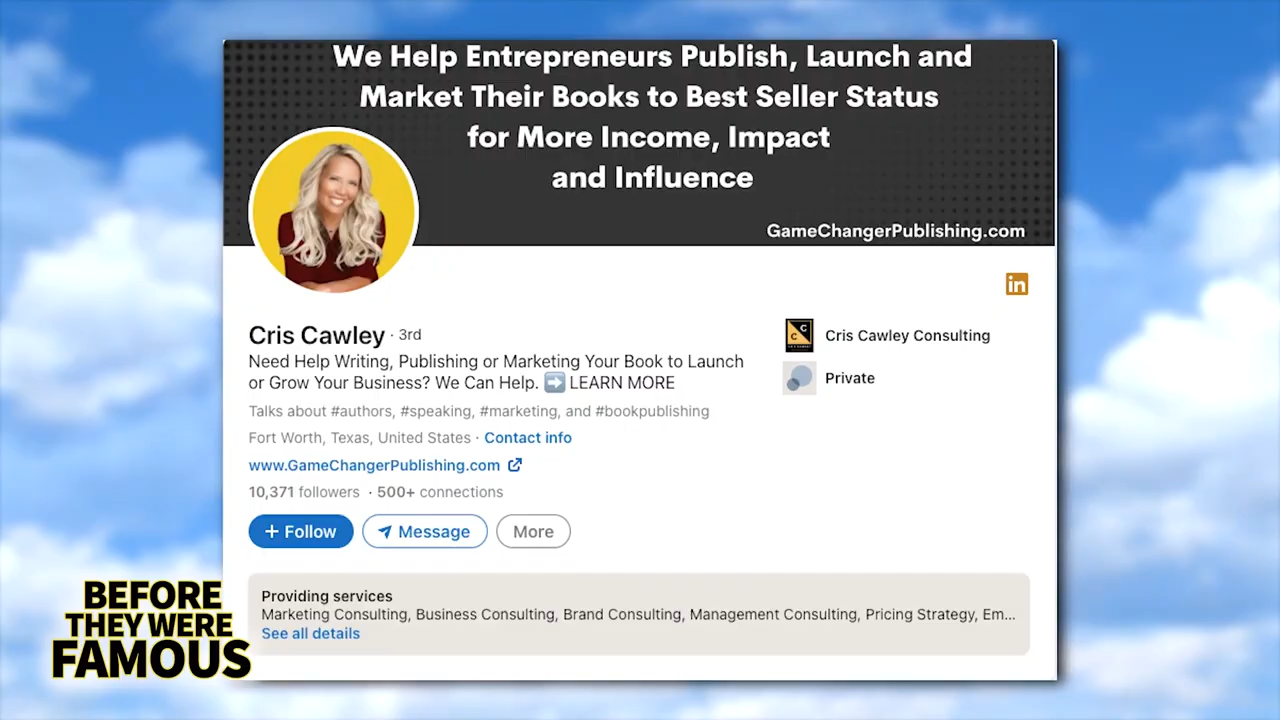 We Help Entrepreneurs Publish, Launch and
Market Their Books to Best Seller Status
for More Income, Impact
and Influence
GameChangerPublishing.com
in
Cris Cawley · 3rd
Need Help Writing, Publishing or Marketing Your Book to Launch
or Grow Your Business? We Can Help. ➡️ LEARN MORE
Talks about #authors, #speaking, #marketing, and #bookpublishing
Fort Worth, Texas, United States · Contact info
www.GameChangerPublishing.com
10,371 followers · 500+ connections
+ Follow
Message
More
C C C
Cris Cawley Consulting
Private
Providing services
Marketing Consulting, Business Consulting, Brand Consulting, Management Consulting, Pricing Strategy, Em...
See all details
BEFORE
THEY WERE
FAMOUS